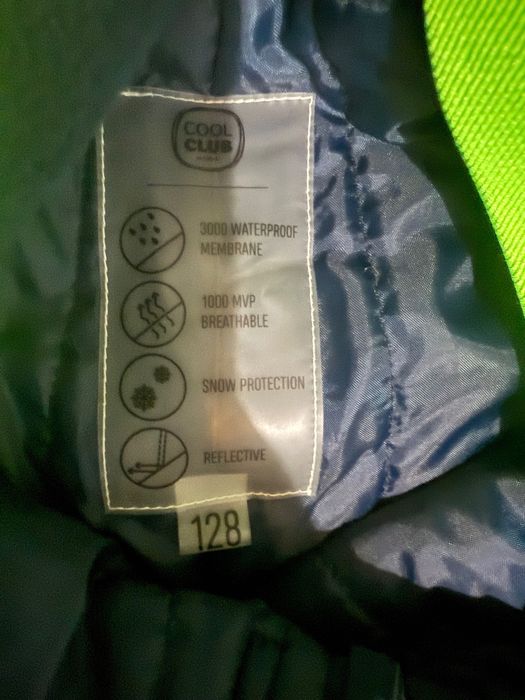 COOL
CLUB
3000 WATERPROOF
MEMBRANE
1000 MVP
BREATHABLE
SNOW PROTECTION
REFLECTIVE
128